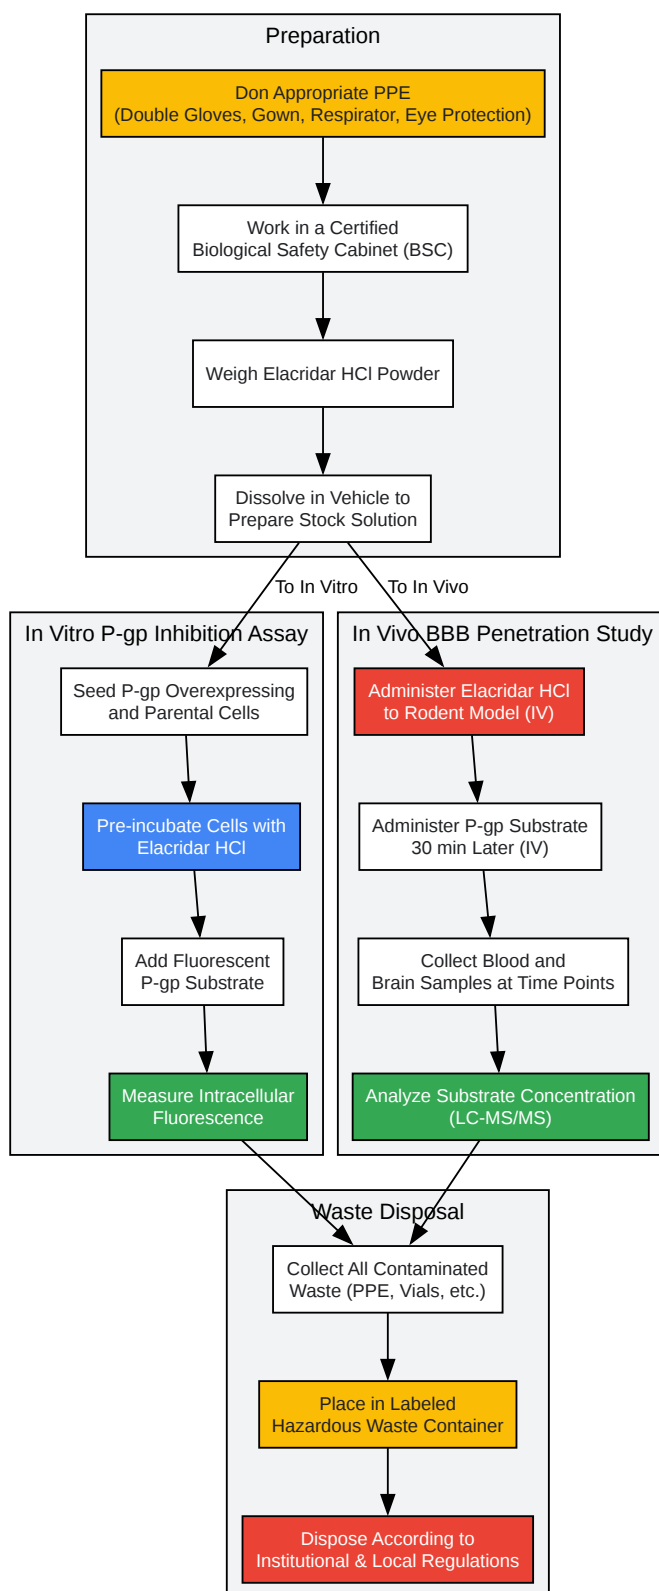 Preparation
Don Appropriate PPE
(Double Gloves, Gown, Respirator, Eye Protection)
Work in a Certified
Biological Safety Cabinet (BSC)
Weigh Elacridar HCl Powder
Dissolve in Vehicle to
Prepare Stock Solution
To In Vitro
To In Vivo
In Vitro P-gp Inhibition Assay
Seed P-gp Overexpressing
and Parental Cells
Pre-incubate Cells with
Elacridar HCl
Add Fluorescent
P-gp Substrate
Measure Intracellular
Fluorescence
In Vivo BBB Penetration Study
Administer Elacridar HCl
to Rodent Model (IV)
Administer P-gp Substrate
30 min Later (IV)
Collect Blood and
Brain Samples at Time Points
Analyze Substrate Concentration
(LC-MS/MS)
Waste Disposal
Collect All Contaminated
Waste (PPE, Vials, etc.)
Place in Labeled
Hazardous Waste Container
Dispose According to
Institutional & Local Regulations